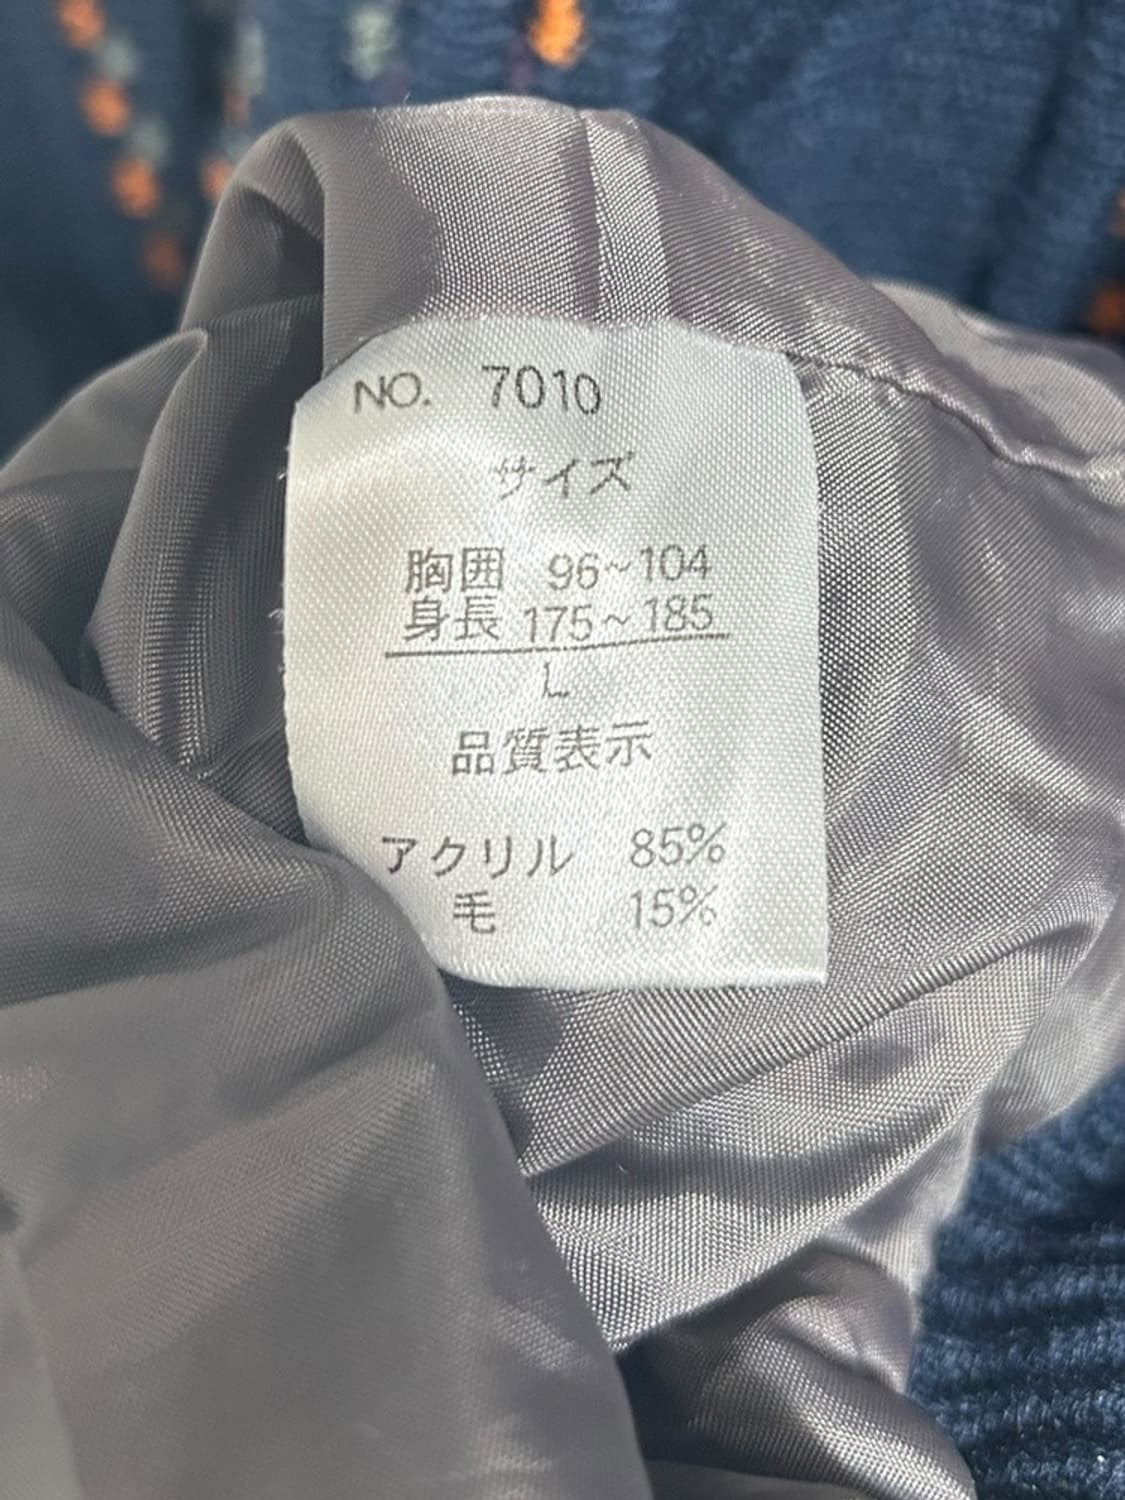 NO. 7010
サイズ
胸囲 96~104
身長 175~185
L
品質表示
アクリル 85%
毛 15%